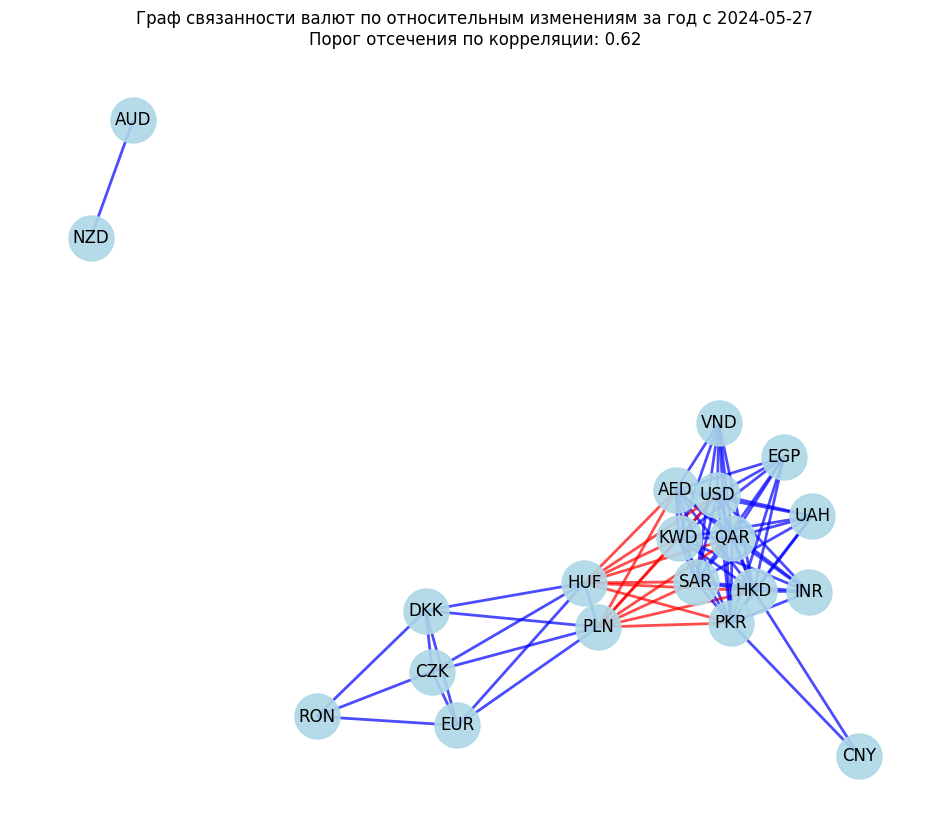 Граф связанности валют по относительным изменениям за год с 2024-05-27
Порог отсечения по корреляции: 0.62
AUD
NZD
VND
EGP
AED
USD
UAH
KWD
QAR
HUF
SAR
HKD
INR
DKK
PLN
PKR
CZK
RON
EUR
CNY